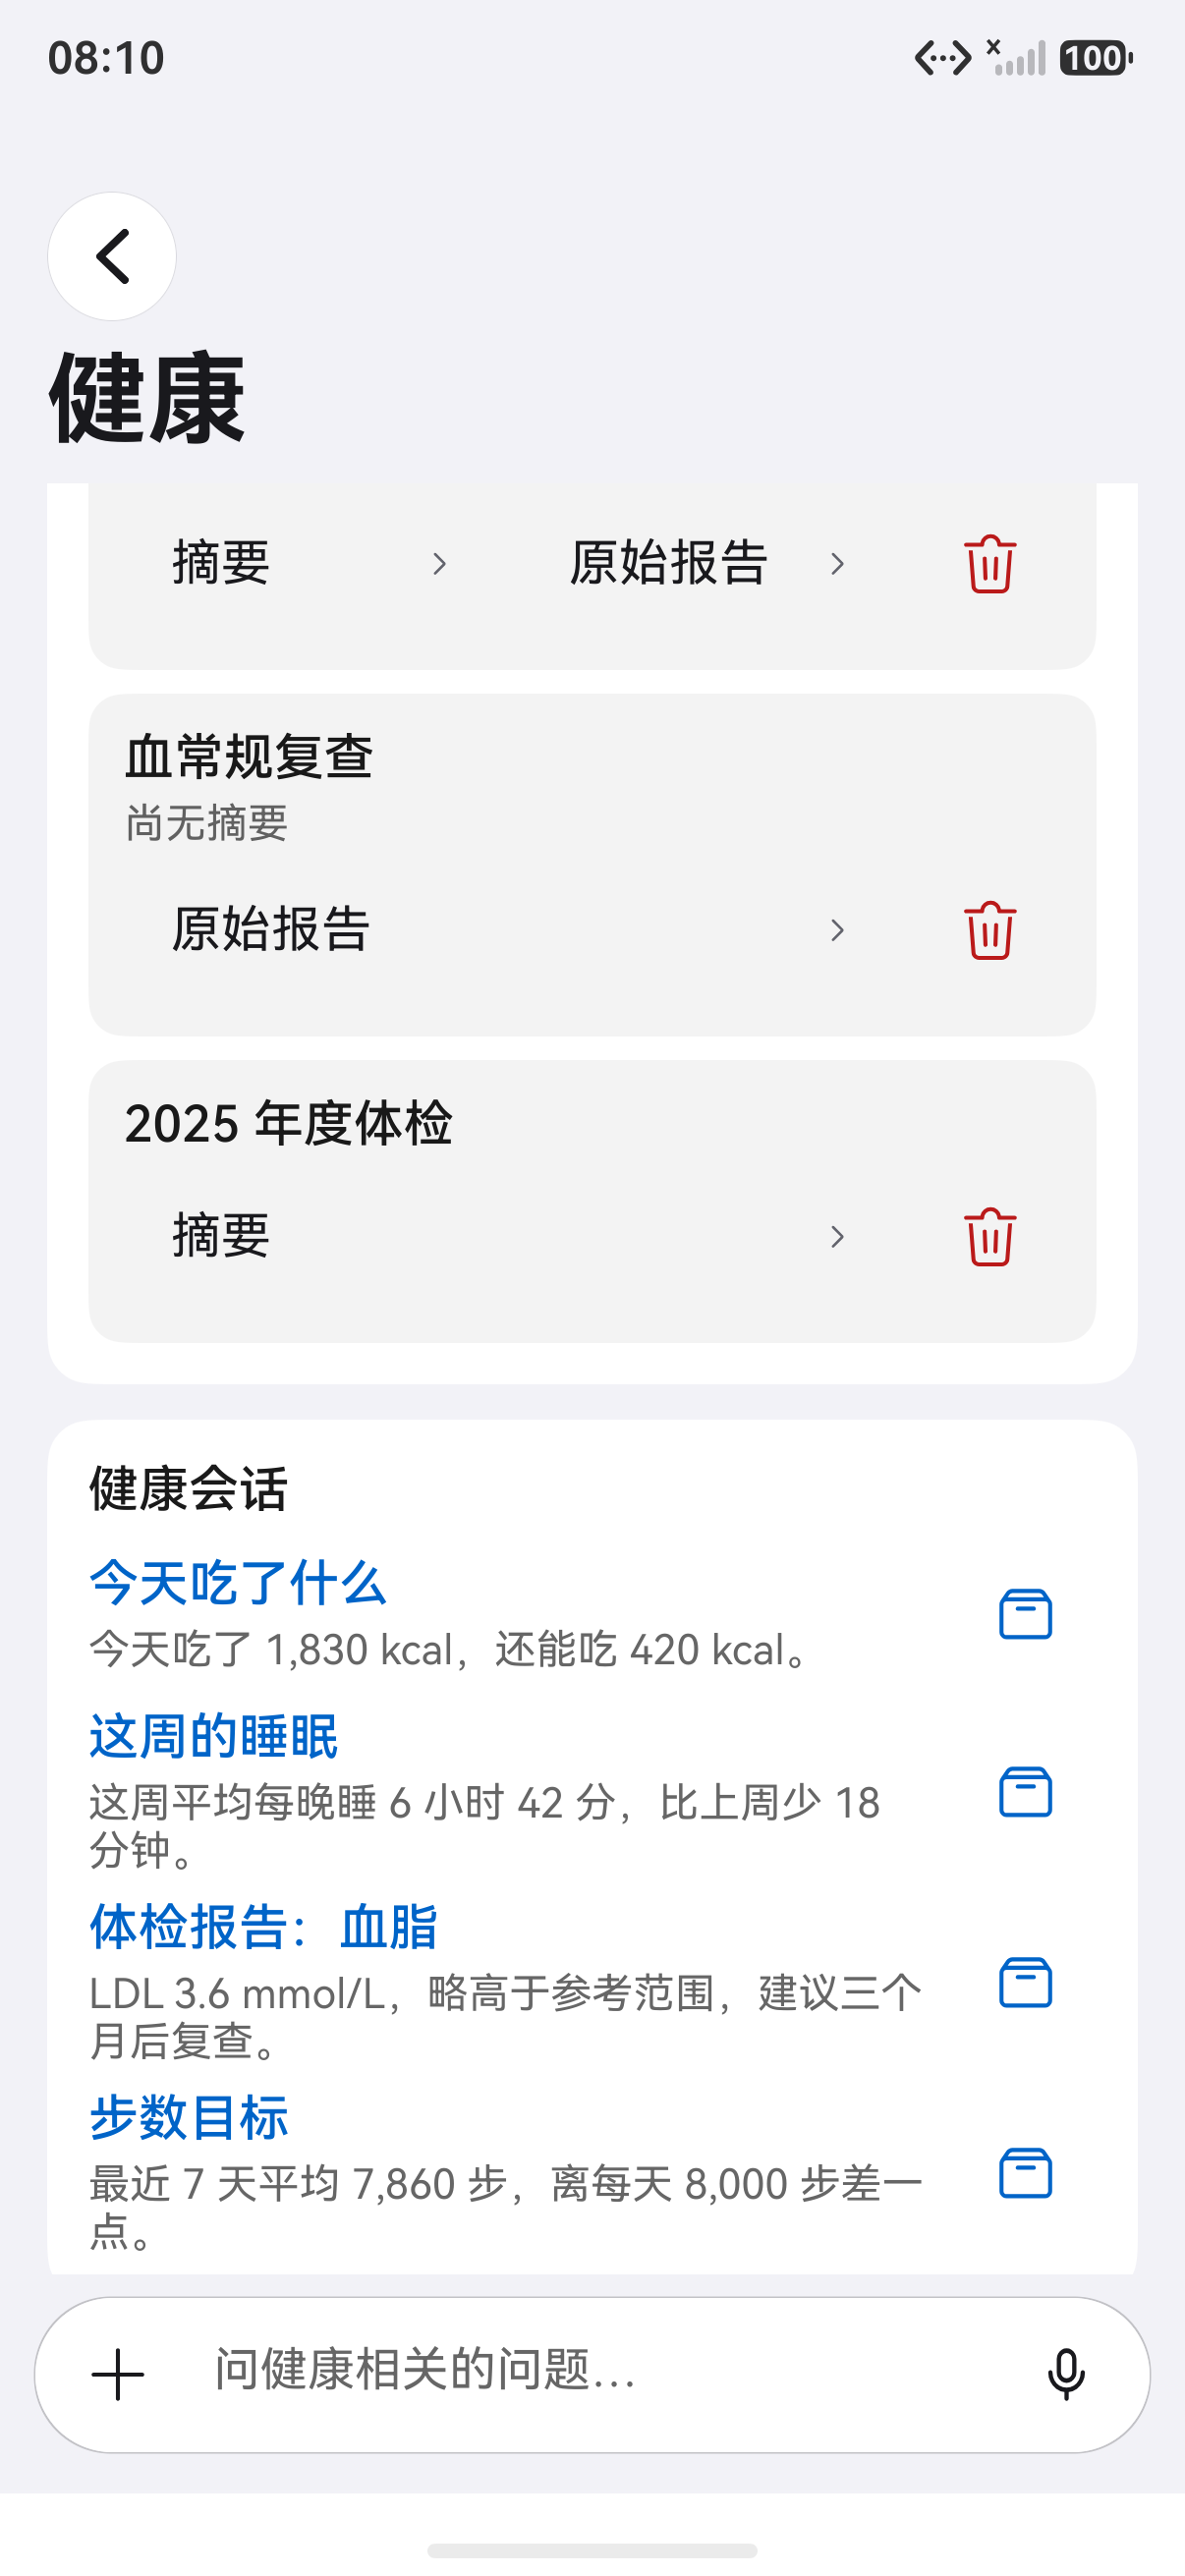 08:10
100
健康
摘要
原始报告
血常规复查
尚无摘要
原始报告
2025 年度体检
摘要
健康会话
今天吃了什么
今天吃了 1,830 kcal，还能吃 420 kcal。
这周的睡眠
这周平均每晚睡 6 小时 42 分，比上周少 18
分钟。
体检报告：血脂
LDL 3.6 mmol/L，略高于参考范围，建议三个
月后复查。
步数目标
最近 7 天平均 7,860 步，离每天 8,000 步差一
点。
问健康相关的问题…